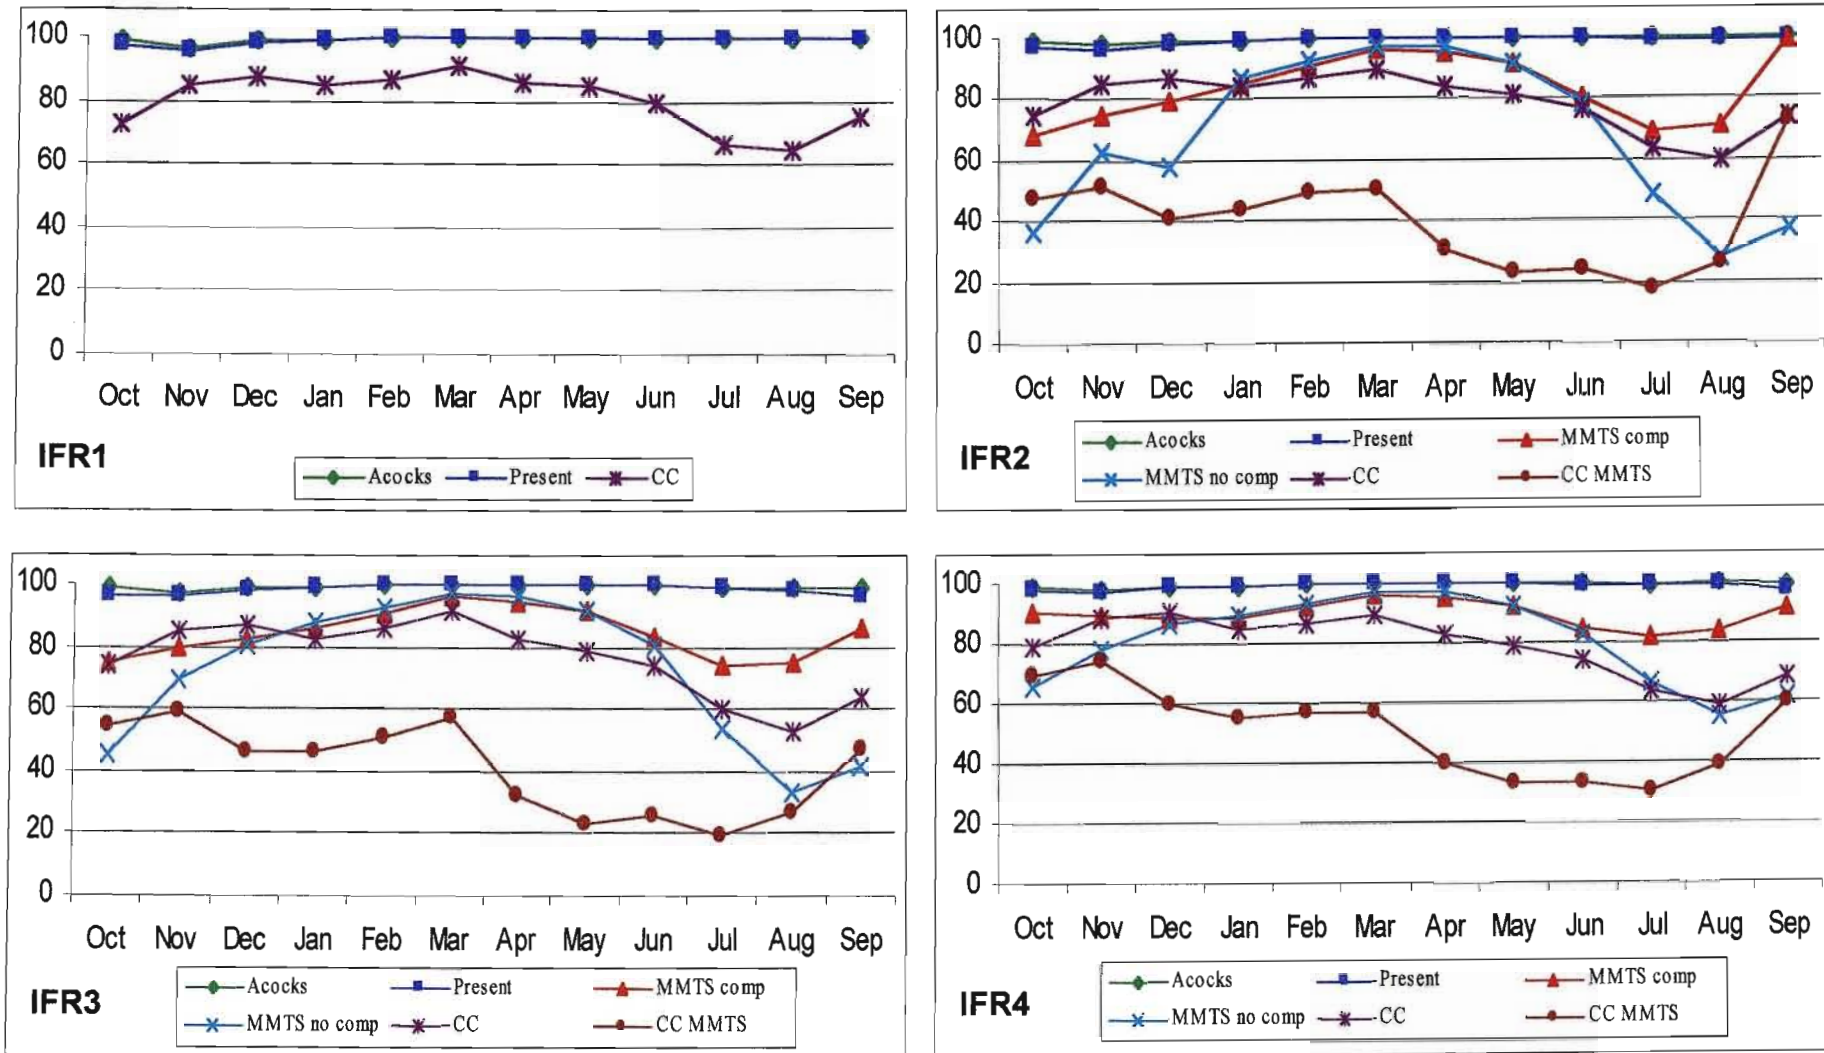 100
80
60
40
20
0
Oct Nov Dec Jan Feb Mar Apr May Jun Jul Aug Sep
IFR1
Acocks Present CC
100
80
60
40
20
0
Oct Nov Dec Jan Feb Mar Apr May Jun Jul Aug Sep
IFR2
Acocks Present MMTS comp
MMTS no comp CC CC MMTS
100
80
60
40
20
0
Oct Nov Dec Jan Feb Mar Apr May Jun Jul Aug Sep
IFR3
Acocks Present MMTS comp
MMTS no comp CC CC MMTS
100
80
60
40
20
0
Oct Nov Dec Jan Feb Mar Apr May Jun Jul Aug Sep
IFR4
Acocks Present MMTS comp
MMTS no comp CC CC MMTS